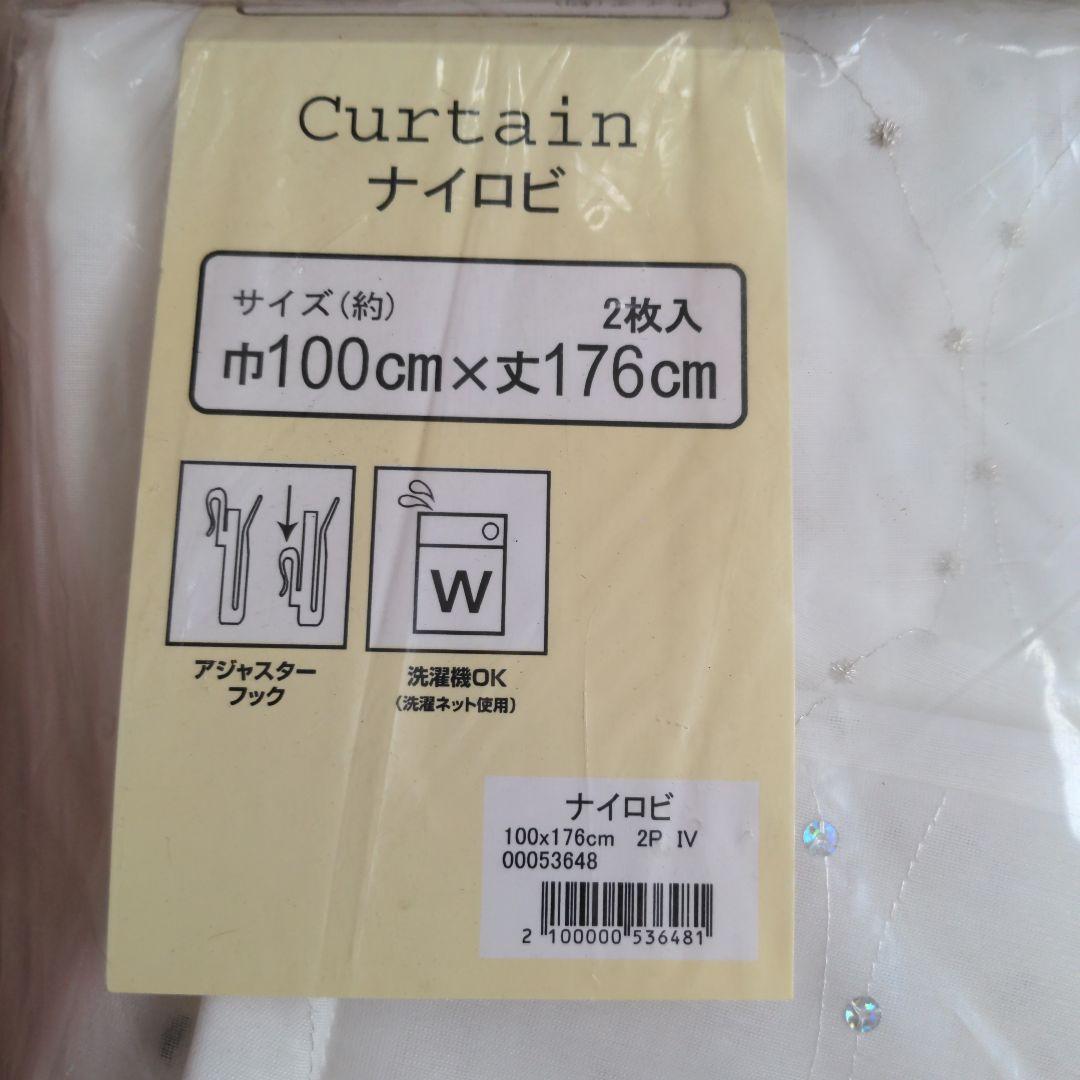 Curtain
ナイロビ
サイズ(約) 2枚入
巾100cm×丈176cm
W
アジャスター
フック
洗濯機OK
(洗濯ネット使用)
ナイロビ
100x176cm 2P IV
00053648
2 100000 536481